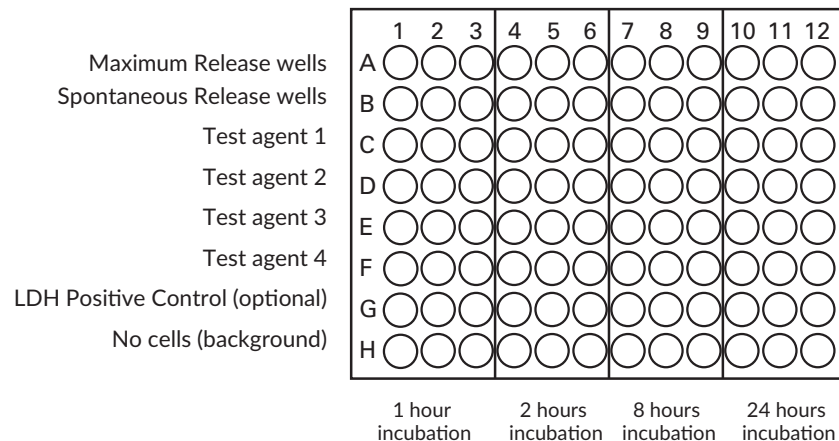 1 2 3 4 5 6 7 8 9 10 11 12
Maximum Release wells A
Spontaneous Release wells B
Test agent 1 C
Test agent 2 D
Test agent 3 E
Test agent 4 F
LDH Positive Control (optional) G
No cells (background) H
1 hour 2 hours 8 hours 24 hours
incubation incubation incubation incubation